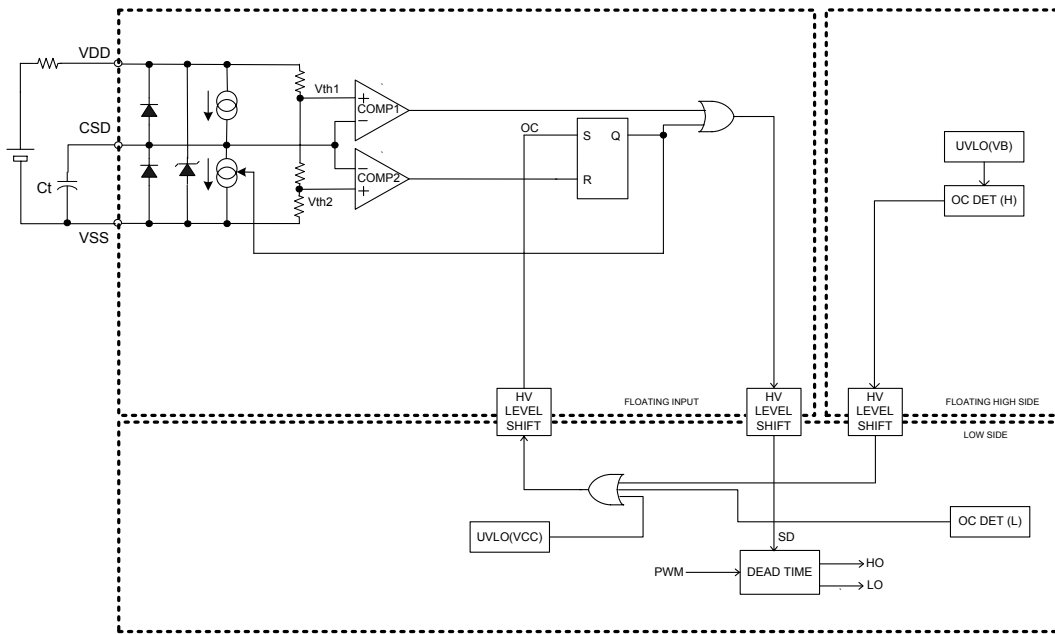 VDD
Vth1
COMP1
CSD
OC
S
Q
UVLO(VB)
Ct
COMP2
R
OC DET (H)
Vth2
VSS
HV
LEVEL
SHIFT
FLOATING INPUT
HV
LEVEL
SHIFT
HV
LEVEL
SHIFT
FLOATING HIGH SIDE
LOW SIDE
UVLO(VCC)
OC DET (L)
SD
PWM
DEAD TIME
HO
LO